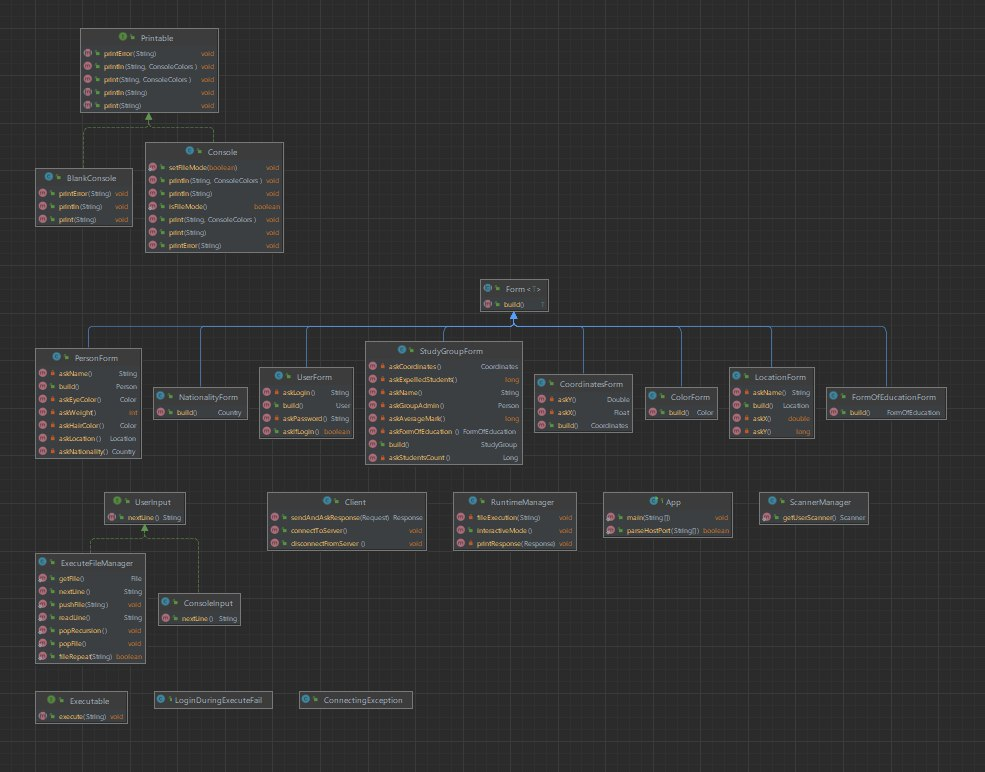 Printable
printError(String) void
println(String, ConsoleColors) void
print(String, ConsoleColors) void
println(String) void
print(String) void
BlankConsole
printError(String) void
println(String) void
print(String) void
Console
setFileMode(boolean) void
println(String, ConsoleColors) void
println(String) void
isFileMode() boolean
print(String, ConsoleColors) void
print(String) void
printError(String) void
Form<T>
build() T
PersonForm
askName() String
build() Person
askEyeColor() Color
askWeight() int
askHairColor() Color
askLocation() Location
askNationality() Country
NationalityForm
build() Country
UserForm
askLogin() String
build() User
askPassword() String
askIfLogin() boolean
StudyGroupForm
askCoordinates() Coordinates
askExpelledStudents() long
askName() String
askGroupAdmin() Person
askAverageMark() long
askFormOfEducation() FormOfEducation
build() StudyGroup
askStudentsCount() Long
CoordinatesForm
askY() Double
askX() Float
build() Coordinates
ColorForm
build() Color
LocationForm
askName() String
build() Location
askX() double
askY() long
FormOfEducationForm
build() FormOfEducation
UserInput
nextLine() String
Client
sendAndAskResponse(Request) Response
connectToServer() void
disconnectFromServer() void
RuntimeManager
fileExecution(String) void
interactiveMode() void
printResponse(Response) void
App
main(String[]) void
parseHostPort(String[]) boolean
ScannerManager
getUserScanner() Scanner
ExecuteFileManager
getFile() File
nextLine() String
pushFile(String) void
readLine() String
popRecursion() void
popFile() void
fileRepeat(String) boolean
ConsoleInput
nextLine() String
Executable
execute(String) void
LoginDuringExecuteFail
ConnectingException